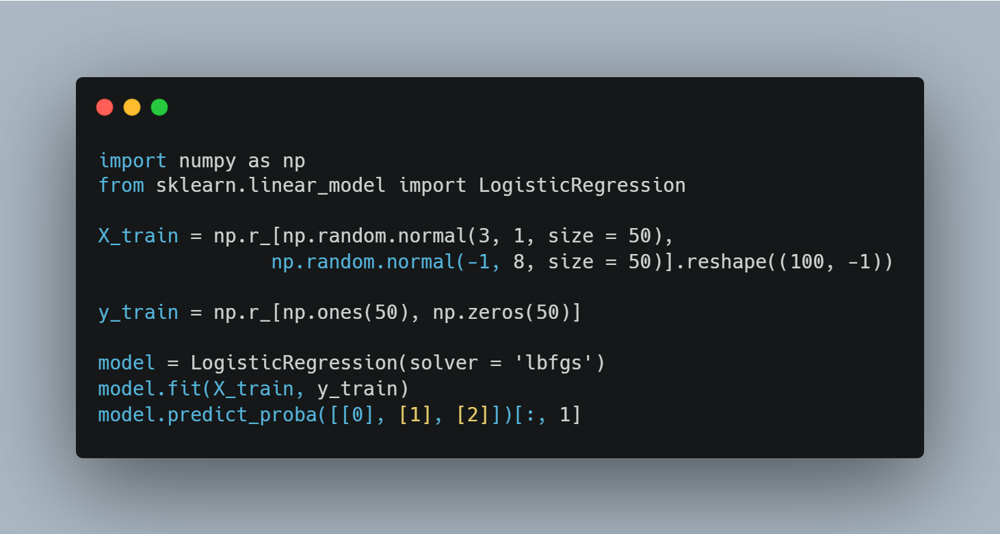 import numpy as np
from sklearn.linear_model import LogisticRegression
X_train = np.r_[np.random.normal(3, 1, size = 50),
np.random.normal(-1, 8, size = 50)].reshape((100, -1))
y_train = np.r_[np.ones(50), np.zeros(50)]
model = LogisticRegression(solver = 'lbfgs')
model.fit(X_train, y_train)
model.predict_proba([[0], [1], [2]])[:, 1]